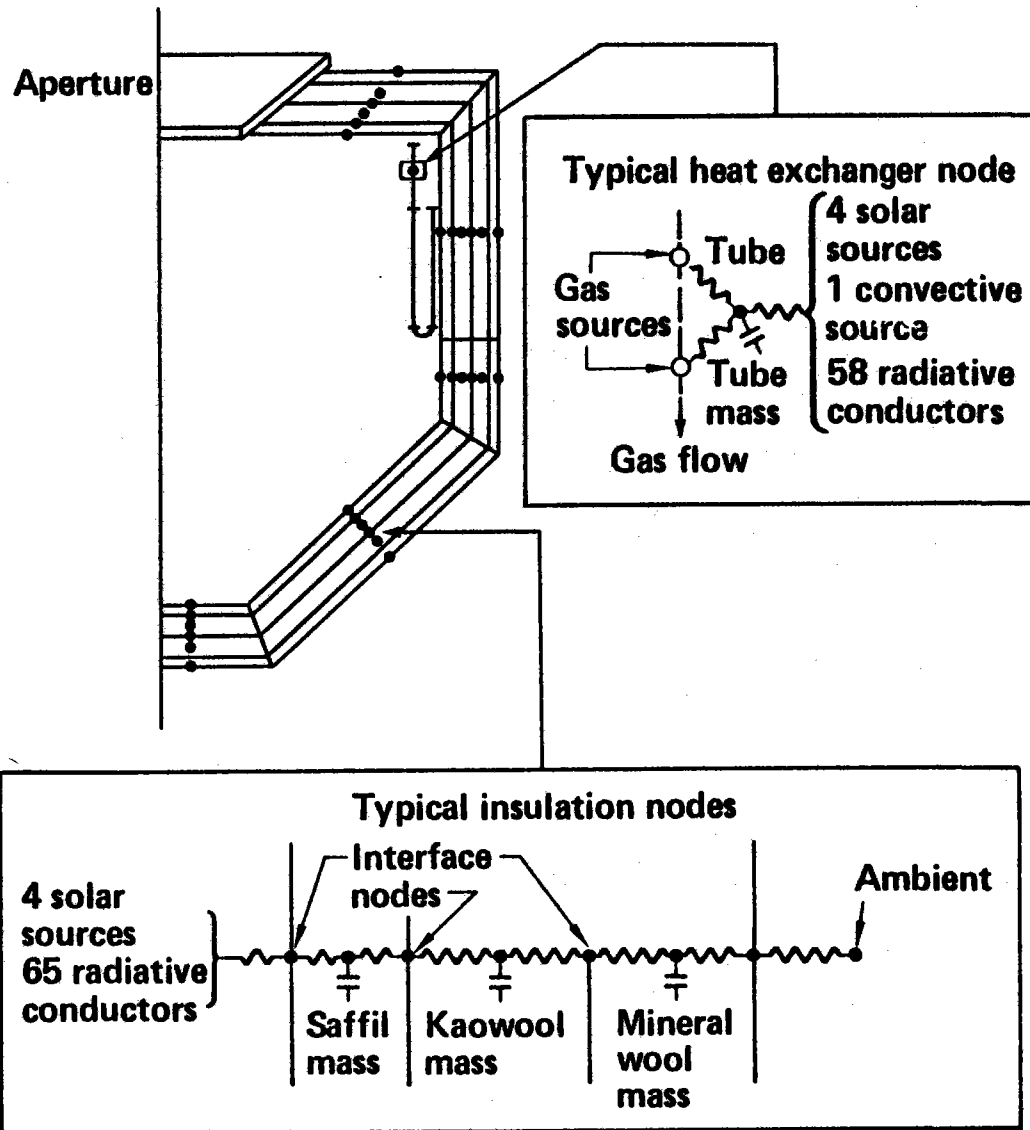 Aperture
Typical heat exchanger node
4 solar
sources
1 convective
source
58 radiative
conductors
Tube
Gas
sources
Tube
mass
Gas flow
Typical insulation nodes
Interface
nodes
Ambient
4 solar
sources
65 radiative
conductors
Saffil
mass
Kaowool
mass
Mineral
wool
mass